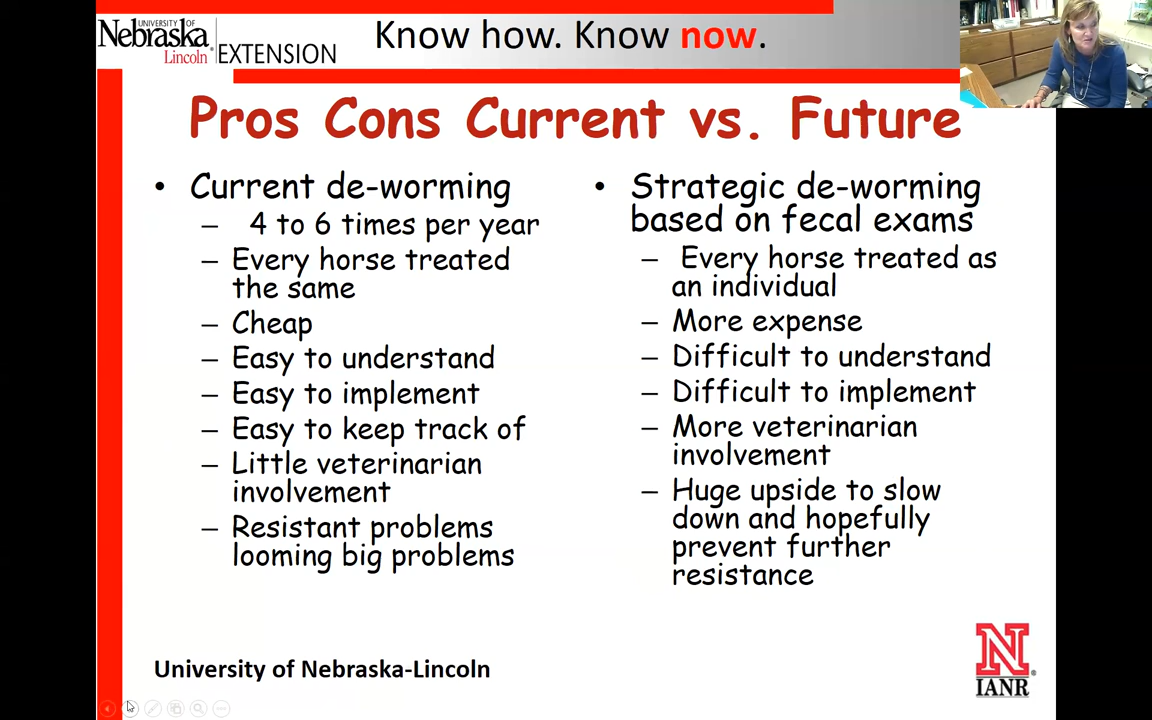 UNIVERSITY OF
Nebraska
Lincoln
EXTENSION
Know how. Know now.
Pros Cons Current vs. Future
• Current de-worming
– 4 to 6 times per year
– Every horse treated
the same
– Cheap
– Easy to understand
– Easy to implement
– Easy to keep track of
– Little veterinarian
involvement
– Resistant problems
looming big problems
• Strategic de-worming
based on fecal exams
– Every horse treated as
an individual
– More expense
– Difficult to understand
– Difficult to implement
– More veterinarian
involvement
– Huge upside to slow
down and hopefully
prevent further
resistance
University of Nebraska-Lincoln
N
IANR